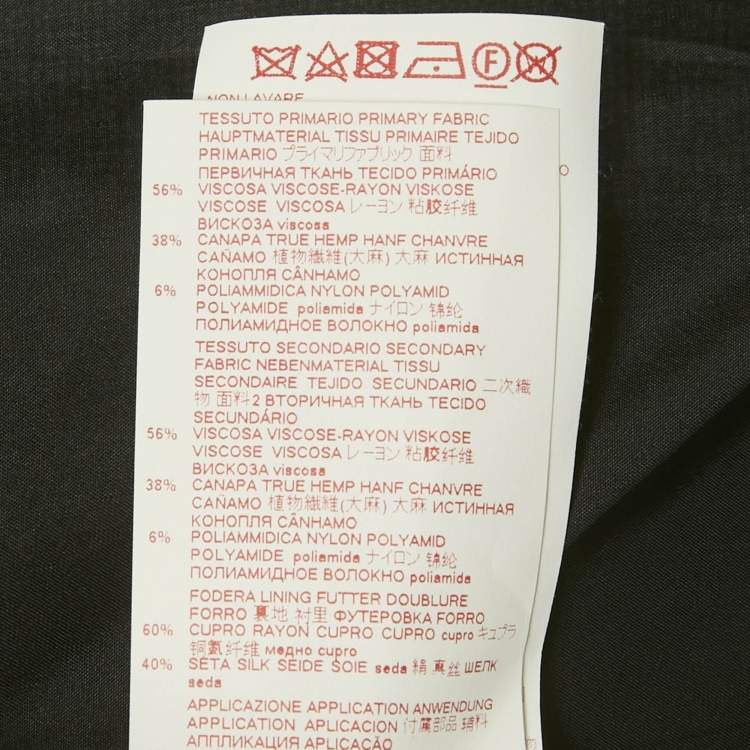 NON LAVARE
TESSUTO PRIMARIO PRIMARY FABRIC
HAUPTMATERIAL TISSU PRIMAIRE TEJIDO
PRIMARIO プライマリファブリック 面料
ПЕРВИЧНАЯ ТКАНЬ TECIDO PRIMÁRIO
56% VISCOSA VISCOSE-RAYON VISKOSE
VISCOSE VISCOSA レーヨン 粘胶纤维
ВИСКОЗА viscosa
38% CANAPA TRUE HEMP HANF CHANVRE
CAÑAMO 植物繊維(大麻) 大麻 ИСТИННАЯ
КОНОПЛЯ CÂNHAMO
6% POLIAMMIDICA NYLON POLYAMID
POLYAMIDE poliamida ナイロン 锦纶
ПОЛИАМИДНОЕ ВОЛОКНО poliamida
TESSUTO SECONDARIO SECONDARY
FABRIC NEBENMATERIAL TISSU
SECONDAIRE TEJIDO SECUNDARIO 二次織
物 面料2 ВТОРИЧНАЯ ТКАНЬ TECIDO
SECUNDÁRIO
56% VISCOSA VISCOSE-RAYON VISKOSE
VISCOSE VISCOSA レーヨン 粘胶纤维
ВИСКОЗА viscosa
38% CANAPA TRUE HEMP HANF CHANVRE
CAÑAMO 植物繊維(大麻) 大麻 ИСТИННАЯ
КОНОПЛЯ CÂNHAMO
6% POLIAMMIDICA NYLON POLYAMID
POLYAMIDE poliamida ナイロン 锦纶
ПОЛИАМИДНОЕ ВОЛОКНО poliamida
FODERA LINING FUTTER DOUBLURE
FORRO 裏地 衬里 ФУТЕРОВКА FORRO
60% CUPRO RAYON CUPRO CUPRO cupro キュプラ
铜氨纤维 медно cupro
40% SETA SILK SEIDE SOIE seda 絹 真丝 ШЕЛК
seda
APPLICAZIONE APPLICATION ANWENDUNG
APPLICATION APLICACION 付属部品 辅料
АППЛИКАЦИЯ APLICAÇÃO